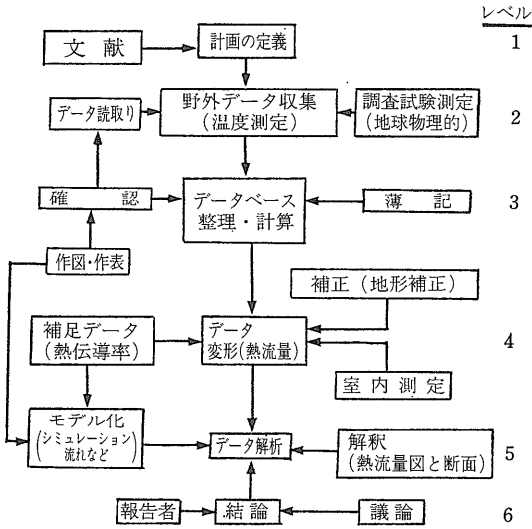 レベル
文献
計画の定義
1
データ読取り
野外データ収集
(温度測定)
調査試験測定
(地球物理的)
2
確認
データベース
整理・計算
薄記
3
作図・作表
補正(地形補正)
補足データ
(熱伝導率)
データ
変形(熱流量)
4
室内測定
モデル化
(シミュレーション
流れなど)
データ解析
解釈
(熱流量図と断面)
5
報告者
結論
議論
6